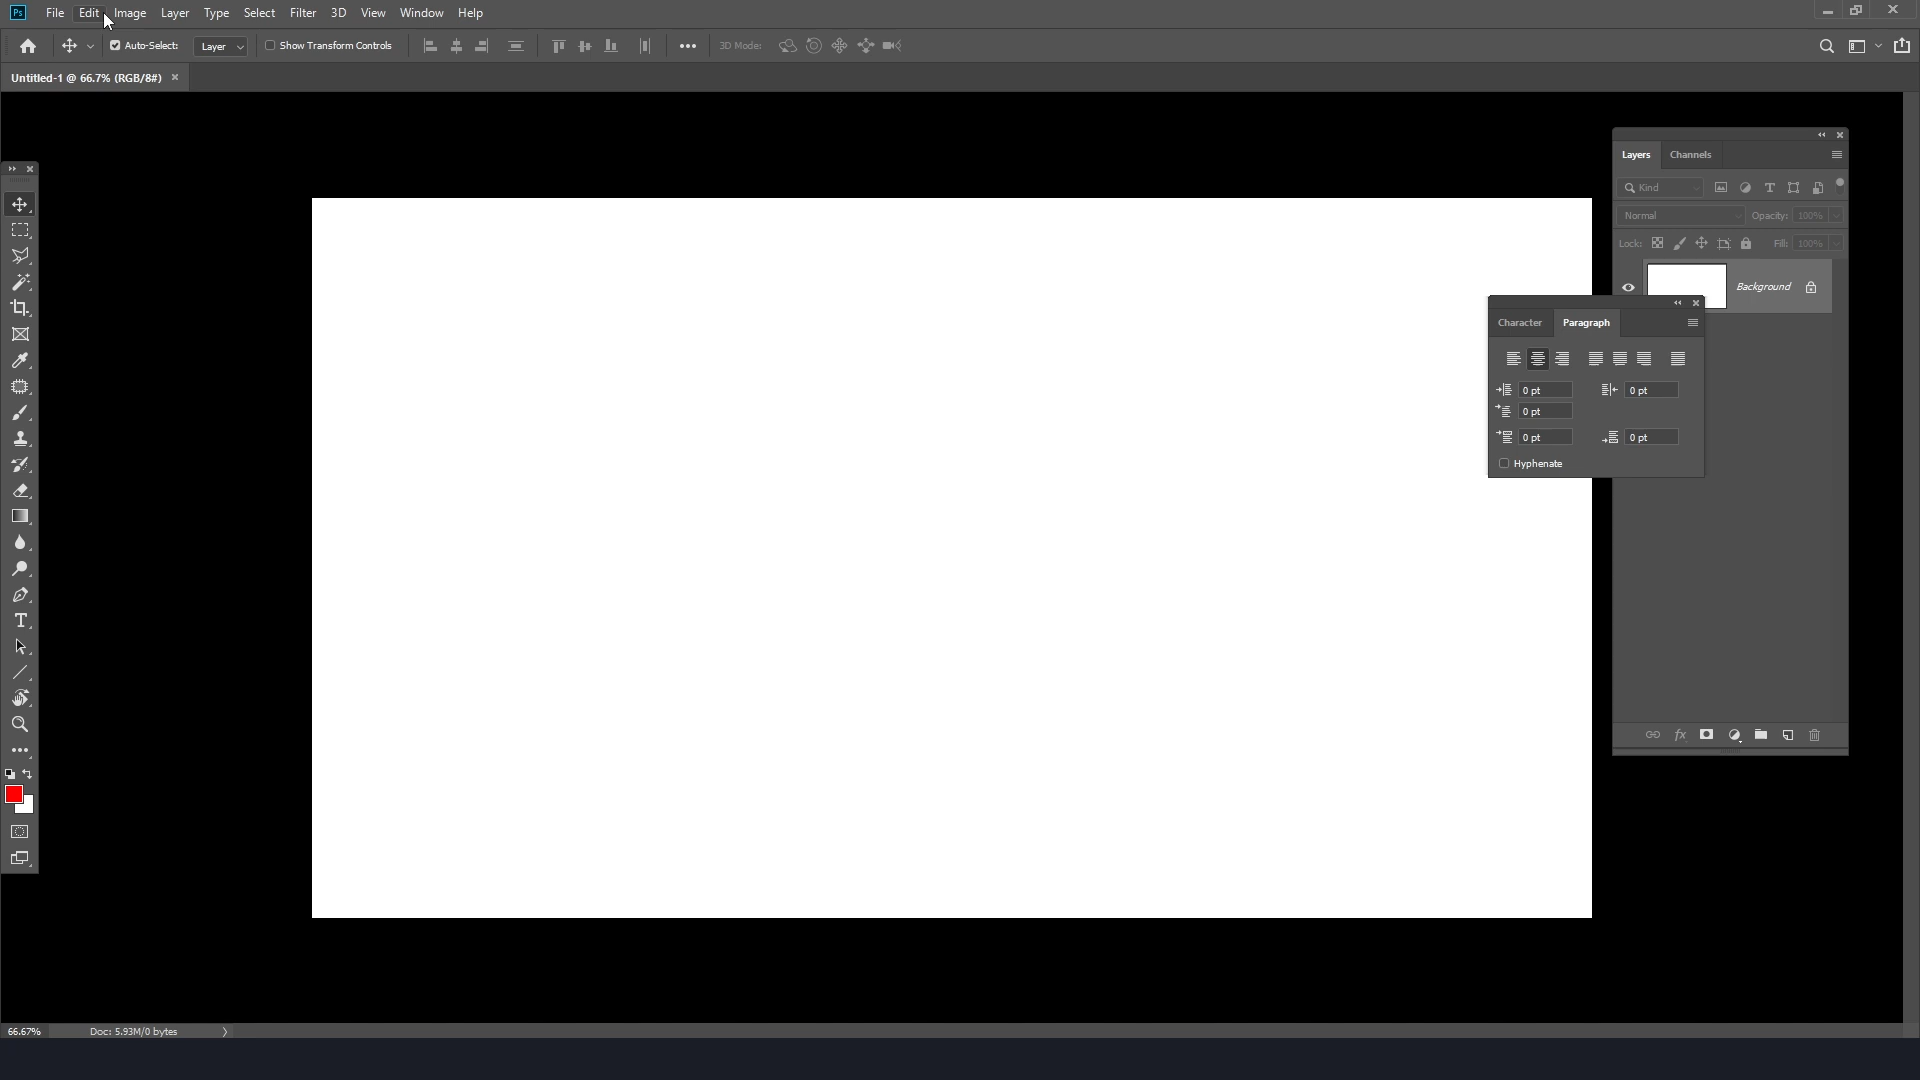 Ps File Edit Image Layer Type Select Filter 3D View Window Help
Auto-Select: Layer Show Transform Controls 3D Mode:
Untitled-1 @ 66.7% (RGB/8#)
Layers Channels
Kind
Normal Opacity: 100%
Lock: Fill: 100%
Background
Character Paragraph
0 pt 0 pt
0 pt
0 pt 0 pt
Hyphenate
fx
66.67% Doc: 5.93M/0 bytes